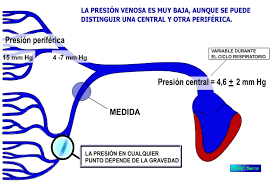 LA PRESIÓN VENOSA ES MUY BAJA, AUNQUE SE PUEDE
DISTINGUIR UNA CENTRAL Y OTRA PERIFÉRICA.
Presión periférica
15 mm Hg
4 -7 mm Hg
VARIABLE DURANTE
EL CICLO RESPIRATORIO
Presión central = 4,6 ± 2 mm Hg
MEDIDA
LA PRESIÓN EN CUALQUIER
PUNTO DEPENDE DE LA GRAVEDAD
Serra